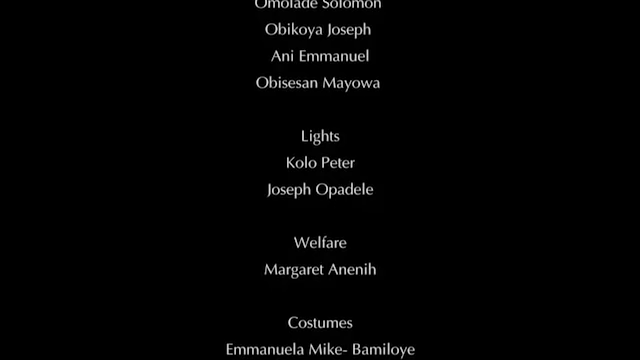 Omolade Solomon
Obikoya Joseph
Ani Emmanuel
Obisesan Mayowa
Lights
Kolo Peter
Joseph Opadele
Welfare
Margaret Anenih
Costumes
Emmanuela Mike- Bamiloye